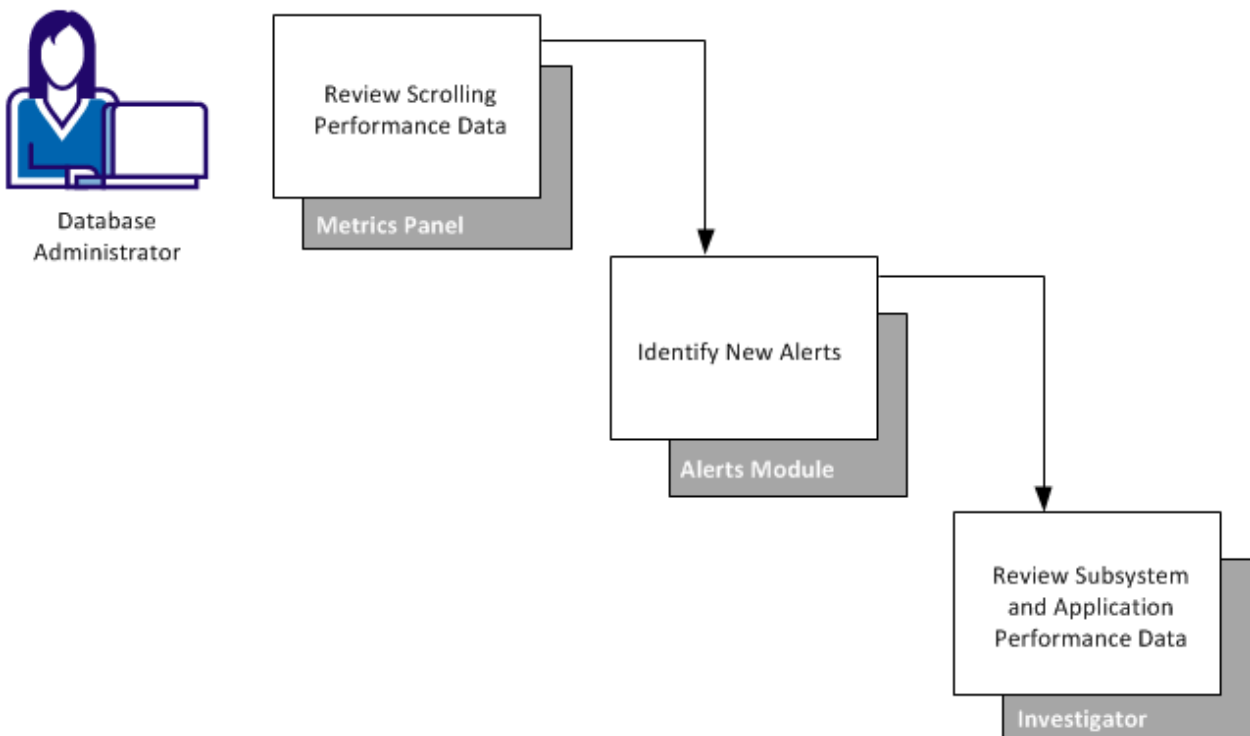 Review Scrolling
Performance Data
Metrics Panel
Database
Administrator
Identify New Alerts
Alerts Module
Review Subsystem
and Application
Performance Data
Investigator